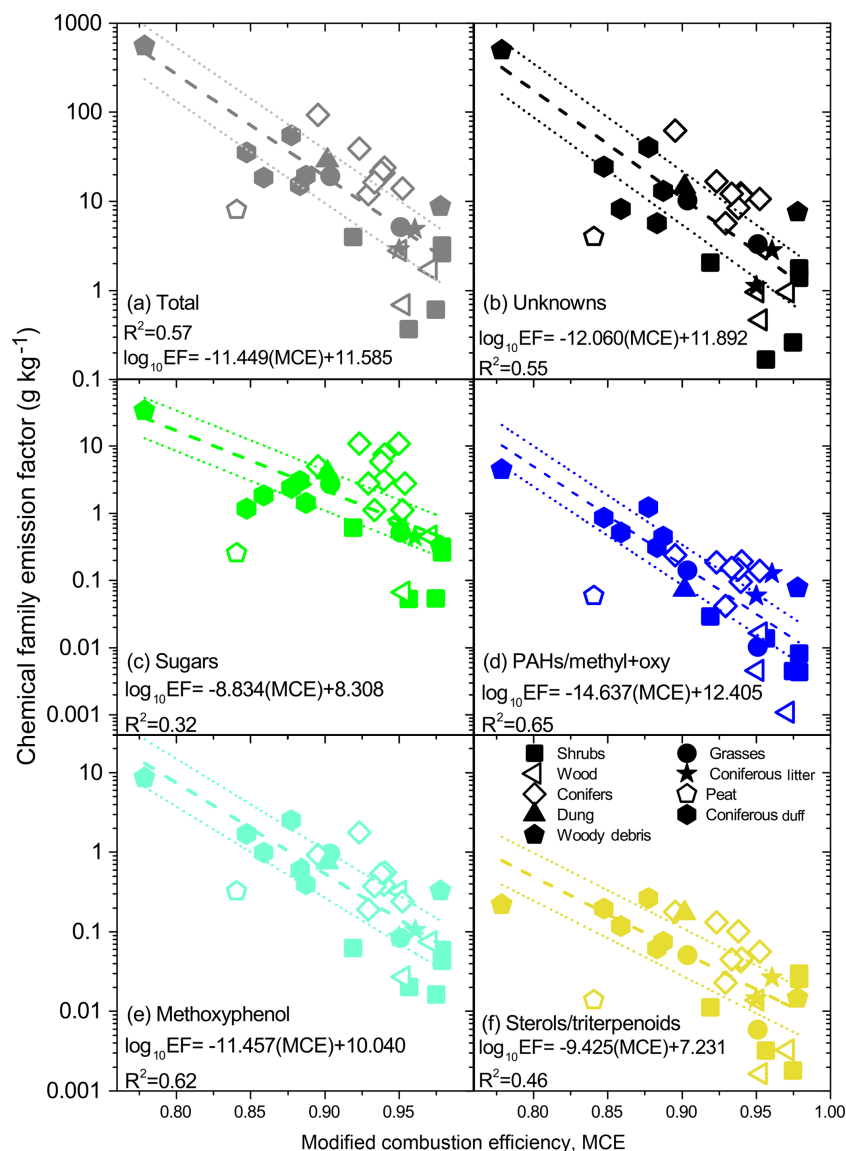 Chemical family emission factor (g kg⁻¹)
1000
100
10
1
0.1
(a) Total
R²=0.57
log₁₀EF= -11.449(MCE)+11.585
(b) Unknowns
log₁₀EF= -12.060(MCE)+11.892
R²=0.55
10
1
0.1
0.01
0.001
(c) Sugars
log₁₀EF= -8.834(MCE)+8.308
R²=0.32
(d) PAHs/methyl+oxy
log₁₀EF= -14.637(MCE)+12.405
R²=0.65
10
1
0.1
0.01
0.001
(e) Methoxyphenol
log₁₀EF= -11.457(MCE)+10.040
R²=0.62
Shrubs
Wood
Conifers
Dung
Woody debris
Grasses
Coniferous litter
Peat
Coniferous duff
(f) Sterols/triterpenoids
log₁₀EF= -9.425(MCE)+7.231
R²=0.46
0.80 0.85 0.90 0.95
0.80 0.85 0.90 0.95 1.00
Modified combustion efficiency, MCE